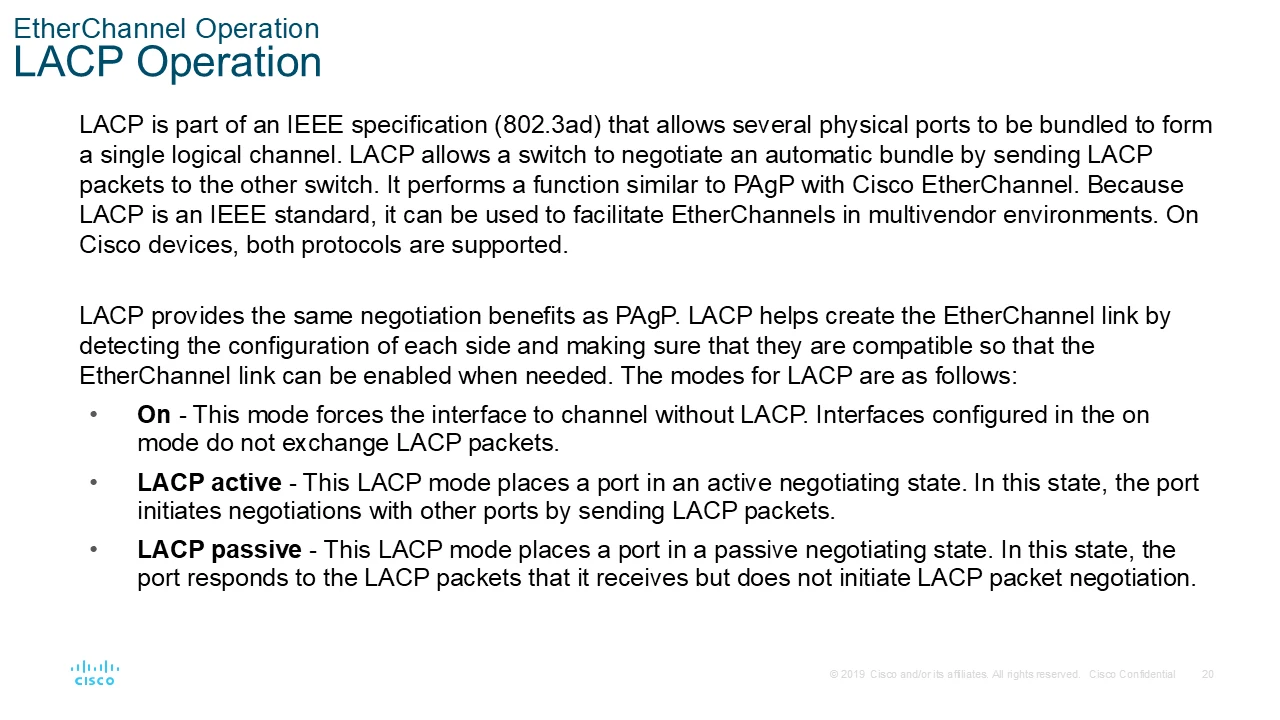 EtherChannel Operation
LACP Operation
LACP is part of an IEEE specification (802.3ad) that allows several physical ports to be bundled to form
a single logical channel. LACP allows a switch to negotiate an automatic bundle by sending LACP
packets to the other switch. It performs a function similar to PAgP with Cisco EtherChannel. Because
LACP is an IEEE standard, it can be used to facilitate EtherChannels in multivendor environments. On
Cisco devices, both protocols are supported.
LACP provides the same negotiation benefits as PAgP. LACP helps create the EtherChannel link by
detecting the configuration of each side and making sure that they are compatible so that the
EtherChannel link can be enabled when needed. The modes for LACP are as follows:
• On - This mode forces the interface to channel without LACP. Interfaces configured in the on
mode do not exchange LACP packets.
• LACP active - This LACP mode places a port in an active negotiating state. In this state, the port
initiates negotiations with other ports by sending LACP packets.
• LACP passive - This LACP mode places a port in a passive negotiating state. In this state, the
port responds to the LACP packets that it receives but does not initiate LACP packet negotiation.
CISCO
© 2019 Cisco and/or its affiliates. All rights reserved. Cisco Confidential 20